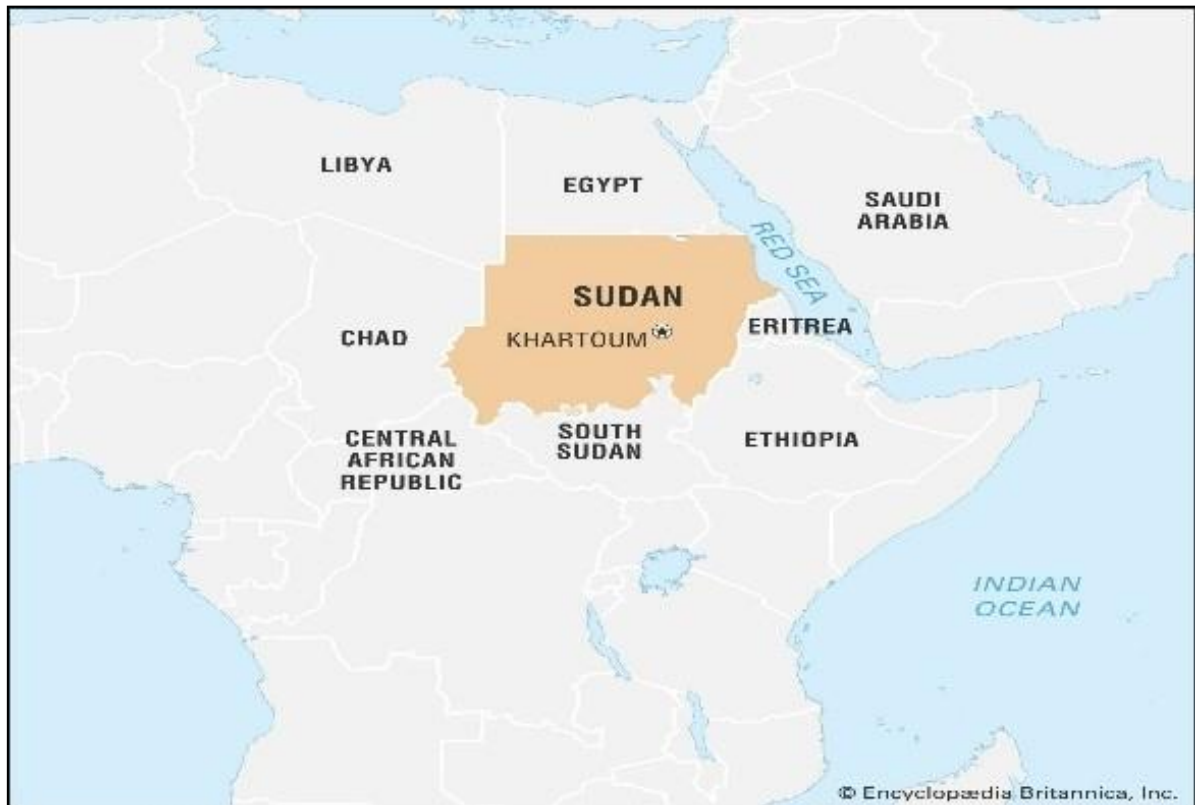 LIBYA
EGYPT
SAUDI
ARABIA
RED SEA
SUDAN
KHARTOUM
CHAD
ERITREA
CENTRAL
AFRICAN
REPUBLIC
SOUTH
SUDAN
ETHIOPIA
INDIAN
OCEAN
© Encyclopædia Britannica, Inc.